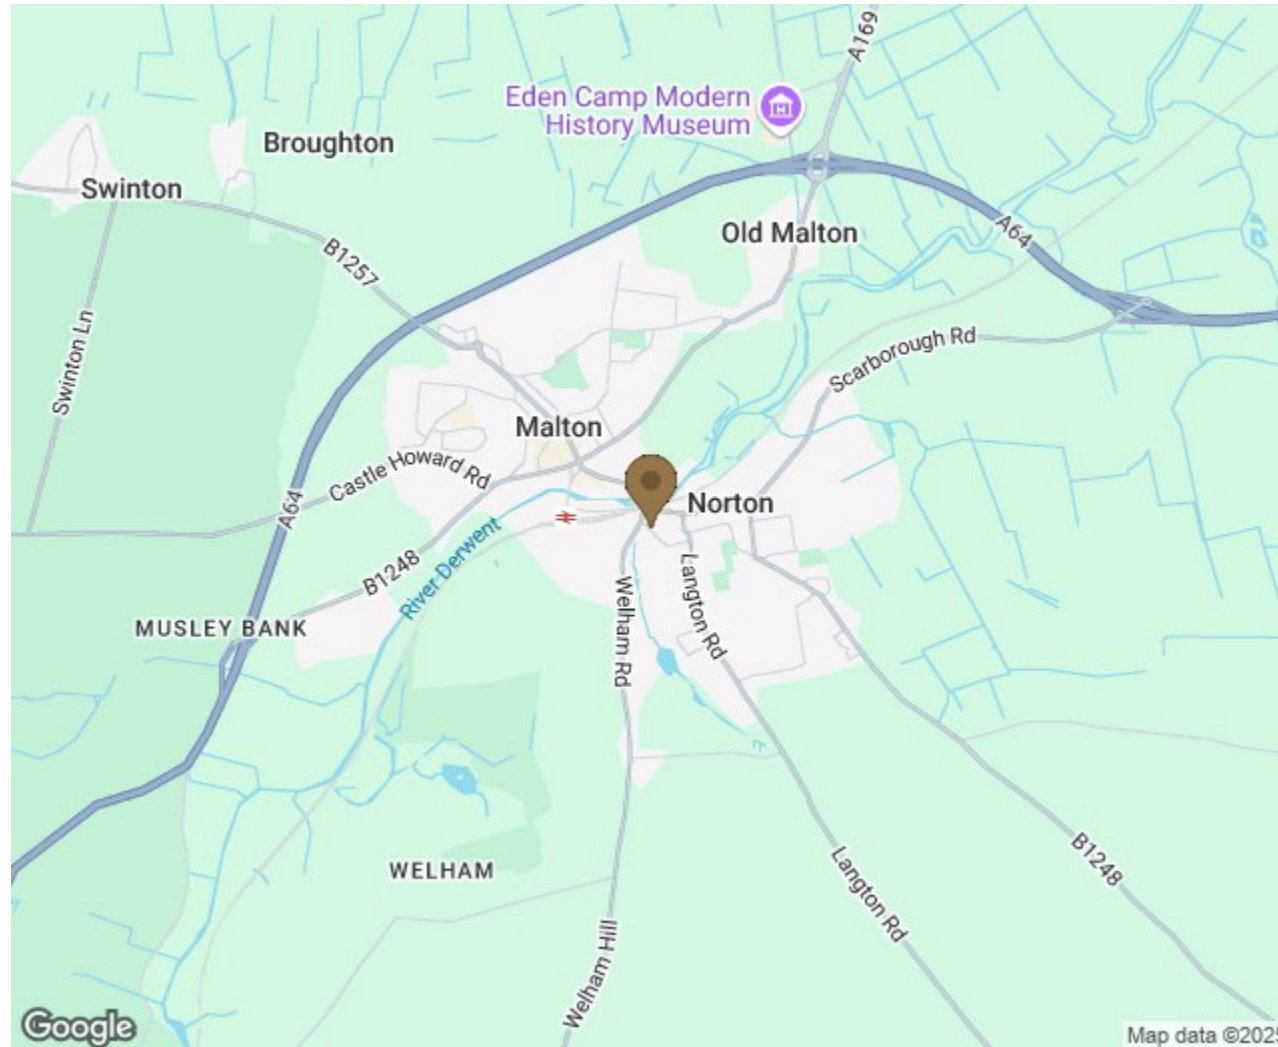 A169
Eden Camp Modern
History Museum
Broughton
Swinton
Old Malton
A64
B1257
Swinton Ln
Scarborough Rd
Malton
Castle Howard Rd
A64
Norton
River Derwent
B1248
Langton Rd
Welham Rd
MUSLEY BANK
WELHAM
Langton Rd
B1248
Welham Hill
Google
Map data ©2025